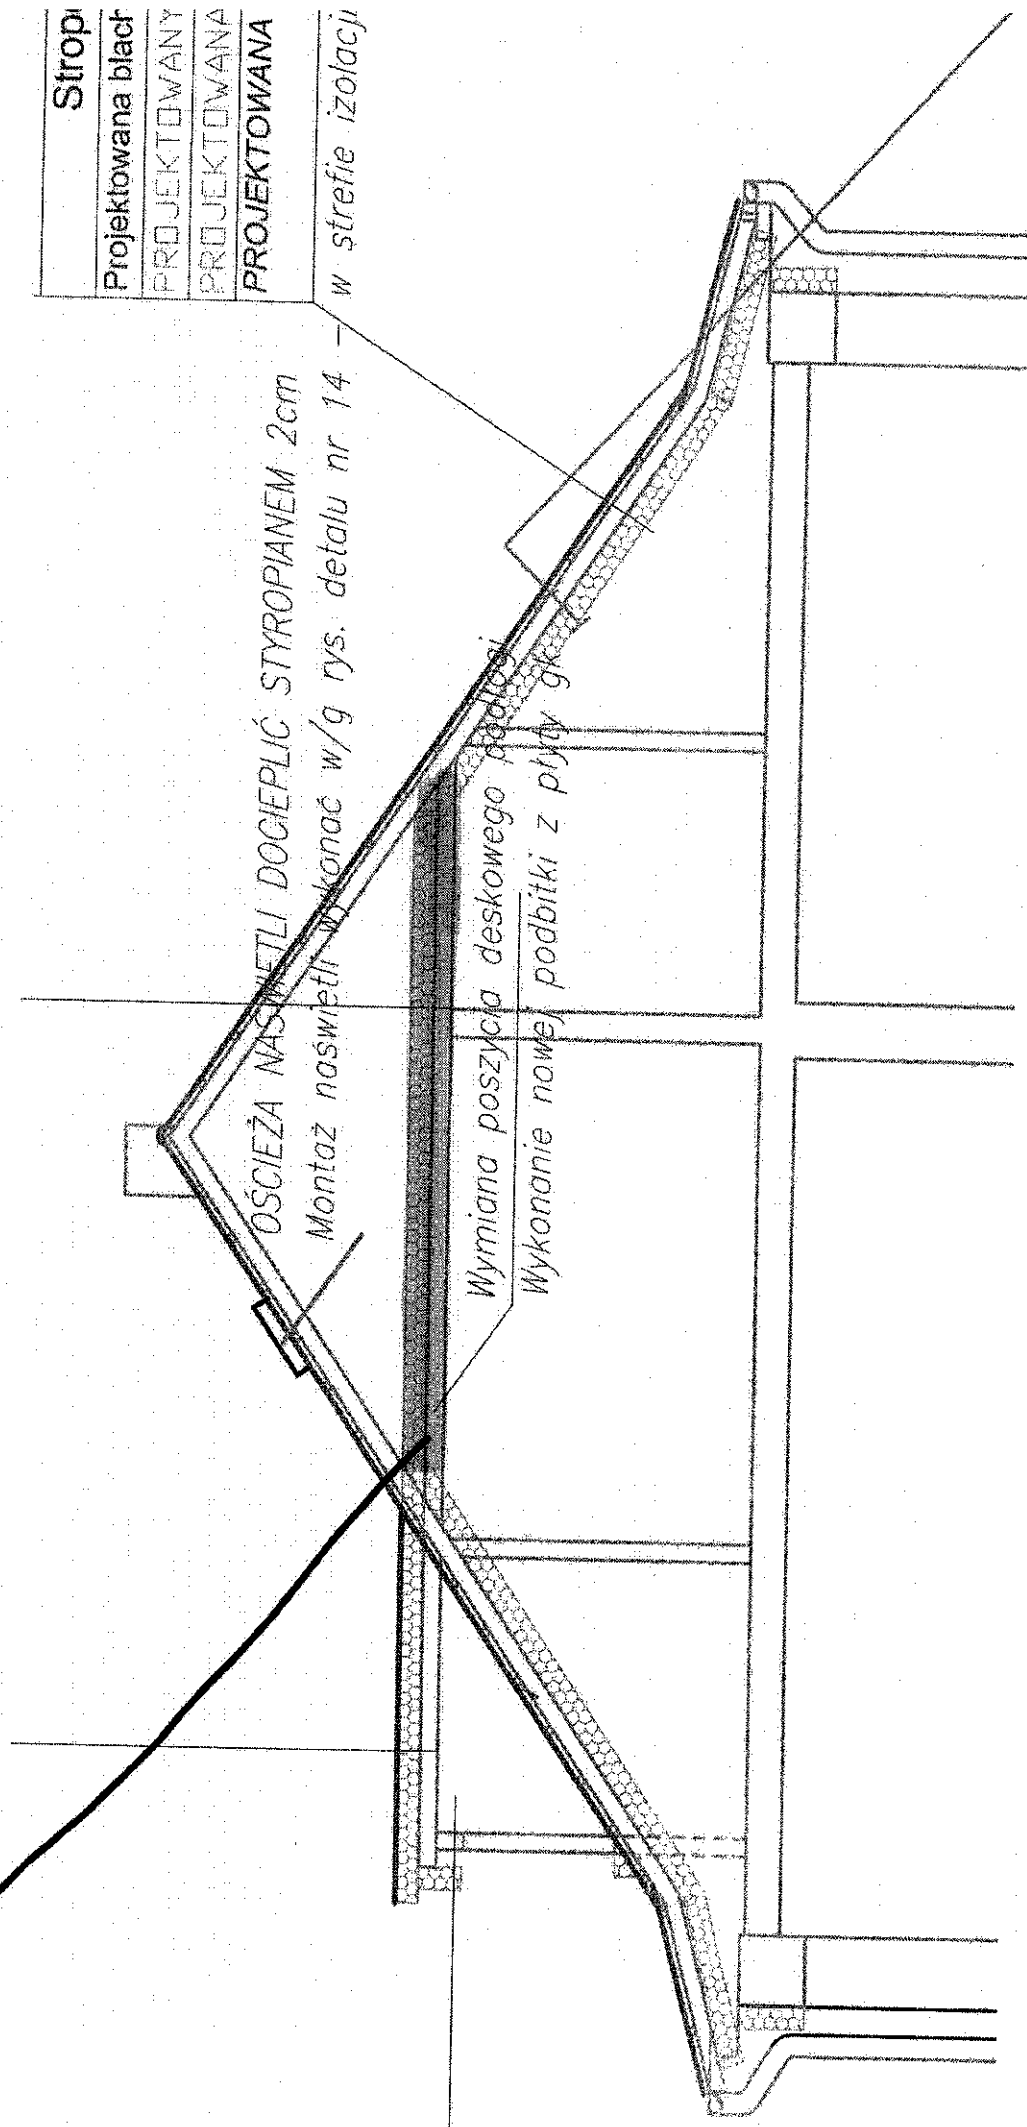 Strop
Projektowana blach
PROJEKTOWANY
PROJEKTOWANA
PROJEKTOWANA
OŚCIEŻA NAŚWIETLI DOCIEPLIĆ STYROPIANEM 2cm
Montaż naświetli wykonać w/g rys. detalu nr 14 - w strefie izolacji
Wymiana poszycia deskowego podłogi
Wykonanie nowej podbitki z płyty gk